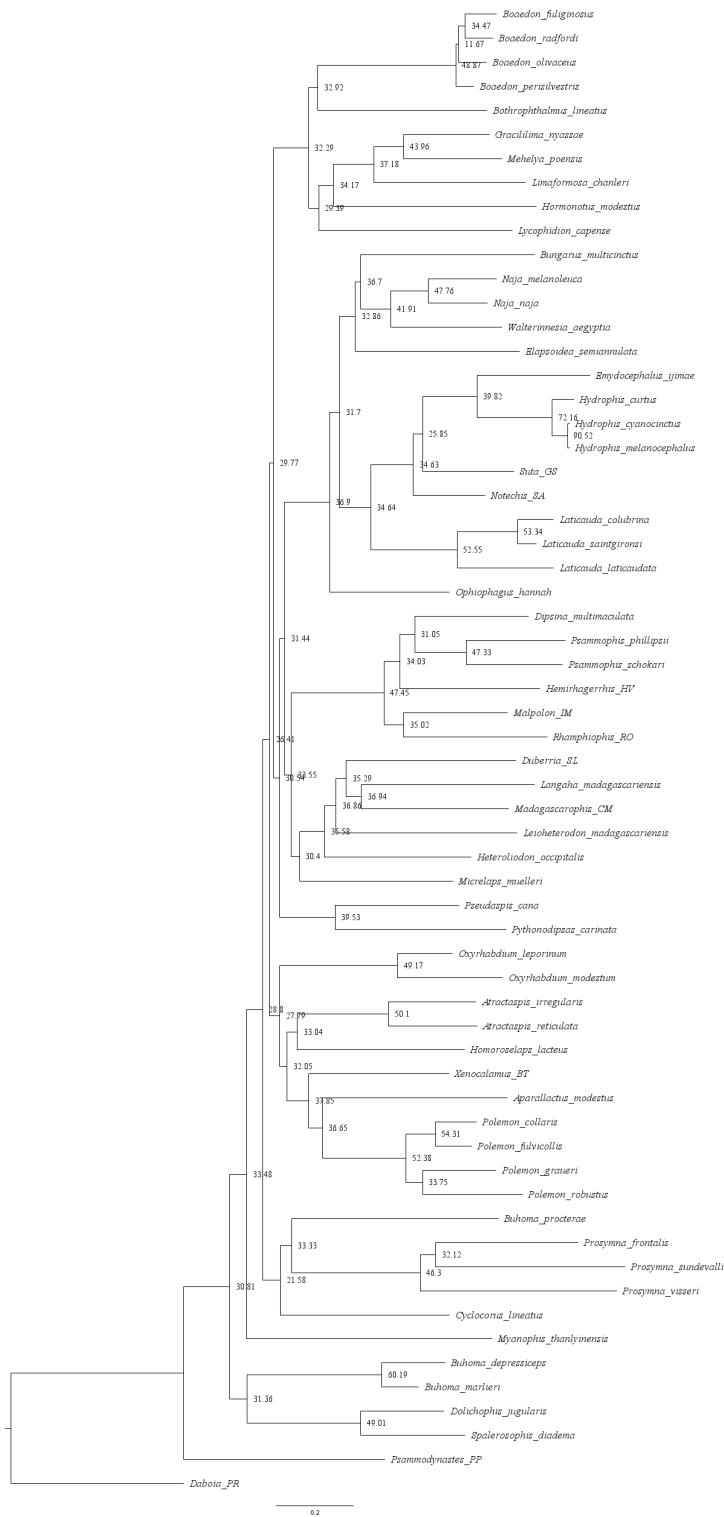 Boaedon_fuliginosus
34.47
Boaedon_radfordi
11.67
Boaedon_olivaceus
48.87
Boaedon_perisilvestris
32.92
Bothrophthalmus_lineatus
Gracililima_nyassae
43.96
32.29
Mehelya_poensis
37.18
Limaformosa_chanleri
34.17
Hormonotus_modestus
29.39
Lycophidion_capense
Bungarus_multicinctus
Naja_melanoleuca
36.7
47.76
Naja_naja
41.91
32.86
Walterinnesia_aegyptia
Elapsoidea_semiannulata
Emydocephalus_ijimae
39.82
Hydrophis_curtus
31.7
72.16
Hydrophis_cyanocinctus
25.85
90.52
Hydrophis_melanocephalus
29.77
34.63
Suta_GS
Notechis_SA
36.9
34.64
Laticauda_colubrina
53.34
Laticauda_saintgironsi
52.55
Laticauda_laticaudata
Ophiophagus_hannah
Dipsina_multimaculata
31.05
31.44
Psammophis_phillipsii
47.33
34.03
Psammophis_schokari
Hemirhagerrhis_HV
47.45
Malpolon_IM
35.02
Rhamphiophis_RO
26.41
Duberria_SL
33.55
30.54
35.29
Langaha_madagascariensis
36.94
36.86
Madagascarophis_CM
35.58
Leioheterodon_madagascariensis
30.4
Heteroliodon_occipitalis
Micrelaps_muelleri
Pseudaspis_cana
39.53
Pythonodipsas_carinata
Oxyrhabdium_leporinum
49.17
Oxyrhabdium_modestum
Atractaspis_irregularis
28.8
27.79
50.1
Atractaspis_reticulata
33.04
Homoroselaps_lacteus
32.05
Xenocalamus_BT
37.85
Aparallactus_modestus
36.65
Polemon_collaris
54.31
Polemon_fulvicollis
52.38
33.48
Polemon_graueri
33.75
Polemon_robustus
Buhoma_procterae
33.33
Prosymna_frontalis
32.12
Prosymna_sundevalli
46.3
21.58
30.81
Prosymna_visseri
Cyclocorus_lineatus
Myanophis_thanlyinensis
Buhoma_depressiceps
60.19
Buhoma_marlieri
31.36
Dolichophis_jugularis
49.01
Spalerosophis_diadema
Psammodynastes_PP
Daboia_PR
0.2